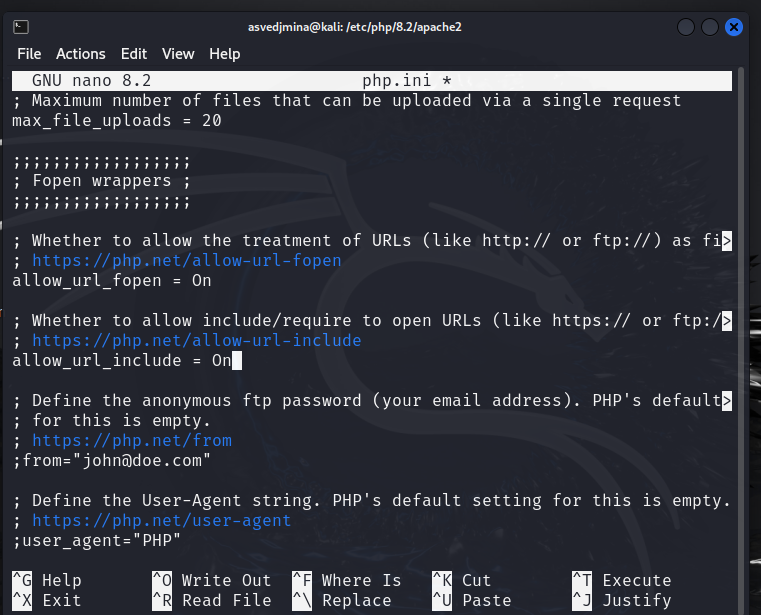 asvedjmina@kali: /etc/php/8.2/apache2
File Actions Edit View Help
GNU nano 8.2 php.ini *
; Maximum number of files that can be uploaded via a single request
max_file_uploads = 20
;;;;;;;;;;;;;;;;;;
; Fopen wrappers ;
;;;;;;;;;;;;;;;;;;
; Whether to allow the treatment of URLs (like http:// or ftp://) as fi>
; https://php.net/allow-url-fopen
allow_url_fopen = On
; Whether to allow include/require to open URLs (like https:// or ftp:/>
; https://php.net/allow-url-include
allow_url_include = On
; Define the anonymous ftp password (your email address). PHP's default>
; for this is empty.
; https://php.net/from
;from="john@doe.com"
; Define the User-Agent string. PHP's default setting for this is empty.
; https://php.net/user-agent
;user_agent="PHP"
^G Help ^O Write Out ^F Where Is ^K Cut ^T Execute
^X Exit ^R Read File ^\ Replace ^U Paste ^J Justify